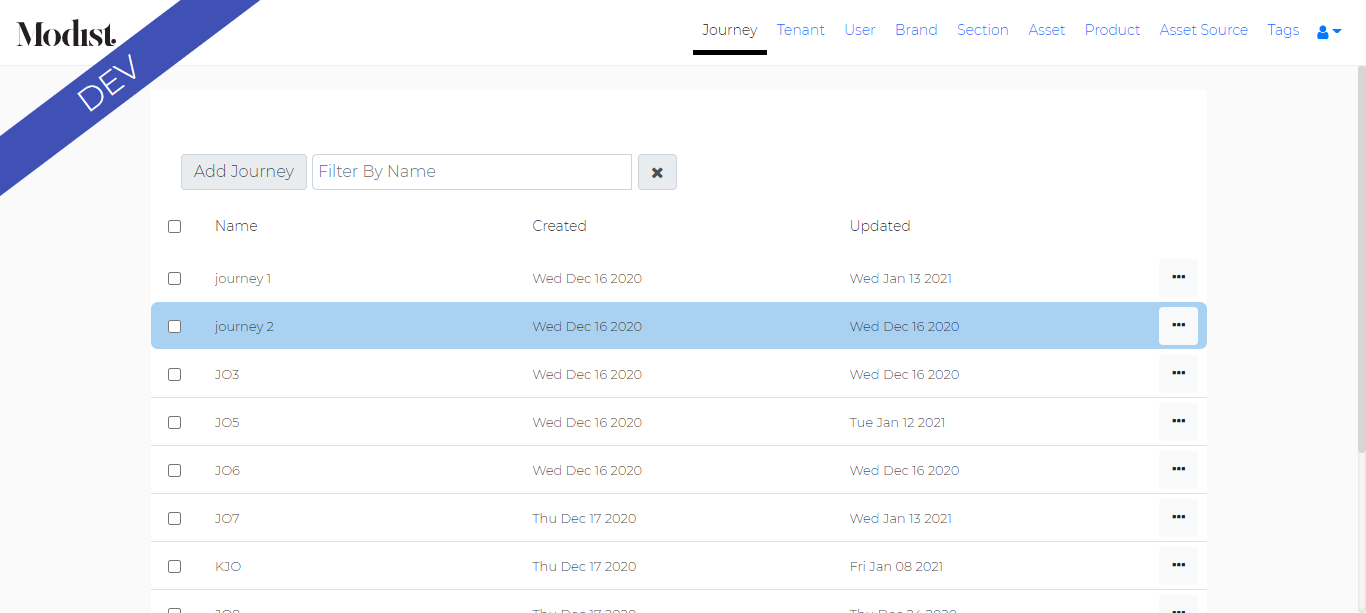 Modist.
DEV
Journey Tenant User Brand Section Asset Product Asset Source Tags
Add Journey Filter By Name
Name Created Updated
journey 1 Wed Dec 16 2020 Wed Jan 13 2021
journey 2 Wed Dec 16 2020 Wed Dec 16 2020
JO3 Wed Dec 16 2020 Wed Dec 16 2020
JO5 Wed Dec 16 2020 Tue Jan 12 2021
JO6 Wed Dec 16 2020 Wed Dec 16 2020
JO7 Thu Dec 17 2020 Wed Jan 13 2021
KJO Thu Dec 17 2020 Fri Jan 08 2021
Thu Dec 17 2020